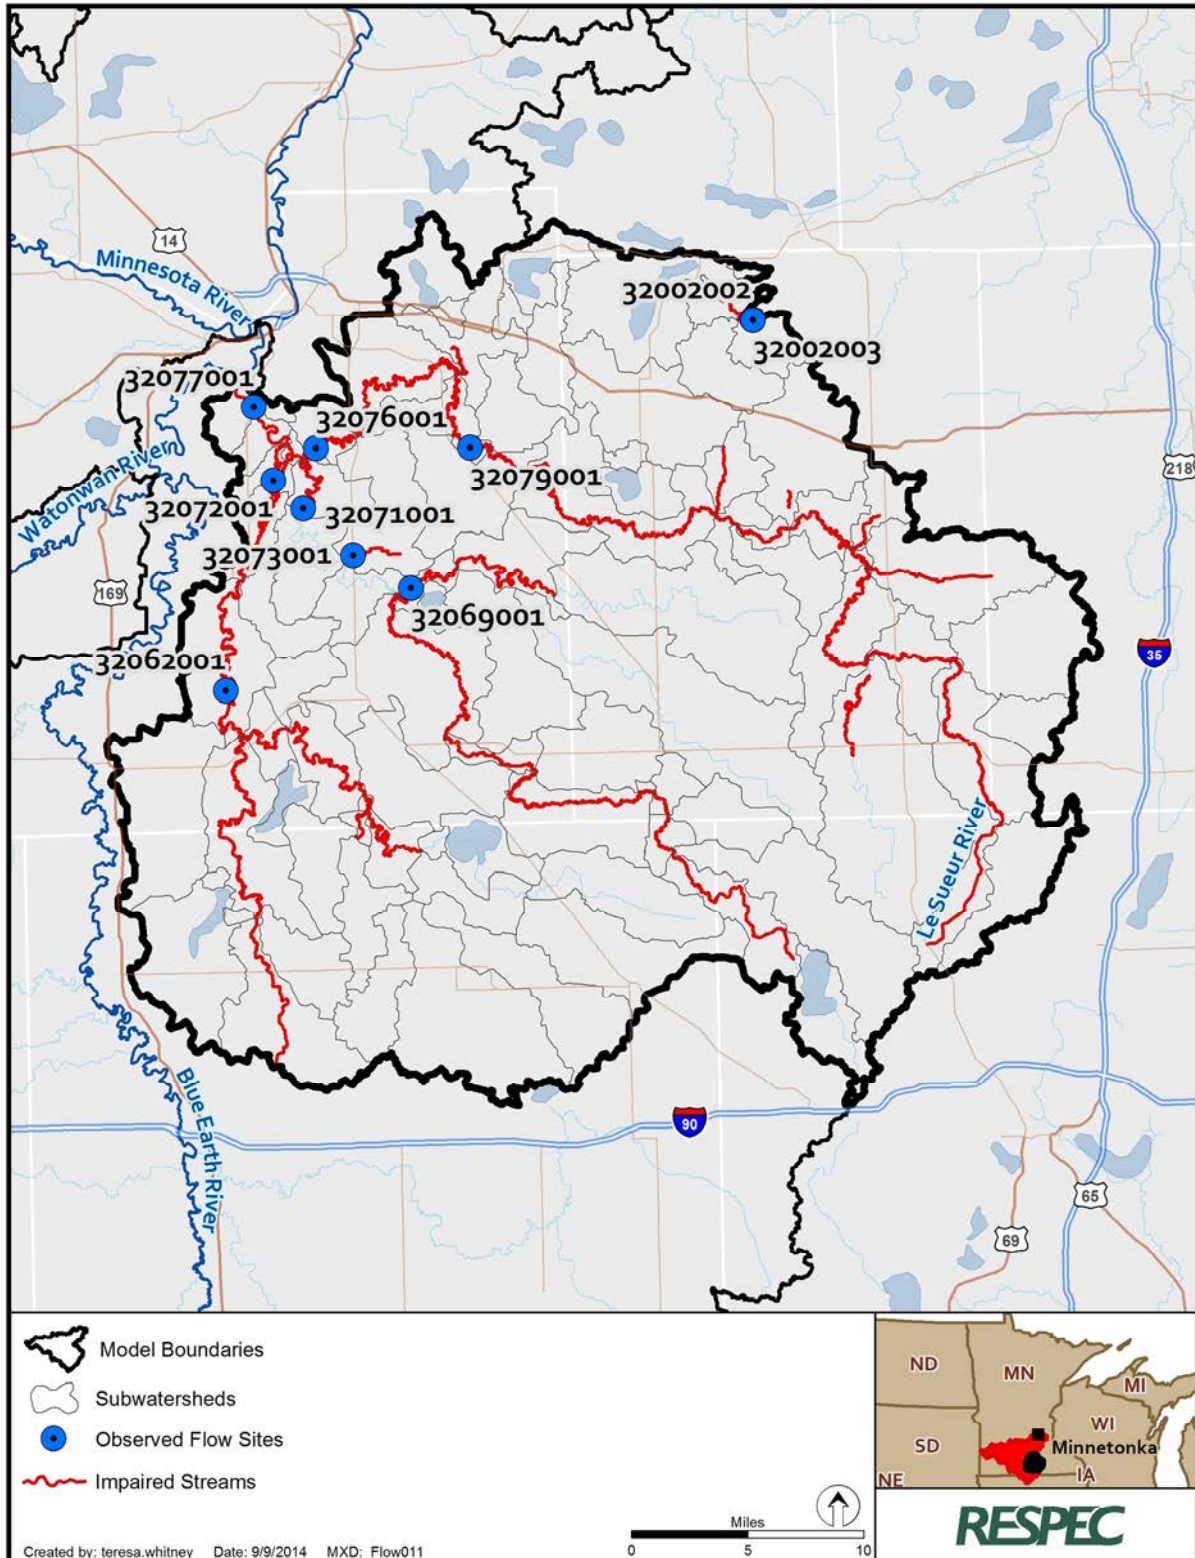 14
Minnesota River
32002002
32002003
32077001
32076001
32079001
218
Watonwan River
32072001
32071001
32073001
169
32069001
32062001
35
Le Sueur River
Blue Earth River
90
65
69
Model Boundaries
Subwatersheds
Observed Flow Sites
Impaired Streams
Miles
0 5 10
Created by: teresa.whitney Date: 9/9/2014 MXD: Flow011
ND
MN
MI
WI
SD
Minnetonka
NE
IA
RESPEC